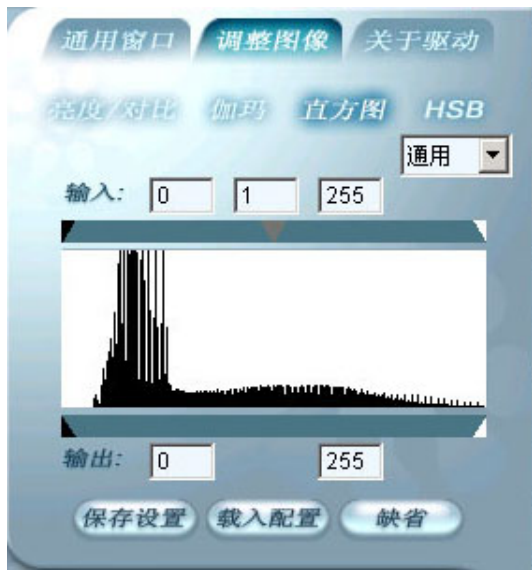 通用窗口 调整图像 关于驱动
亮度/对比 伽玛 直方图 HSB
通用
输入: 0 1 255
输出: 0 255
保存设置 载入配置 缺省